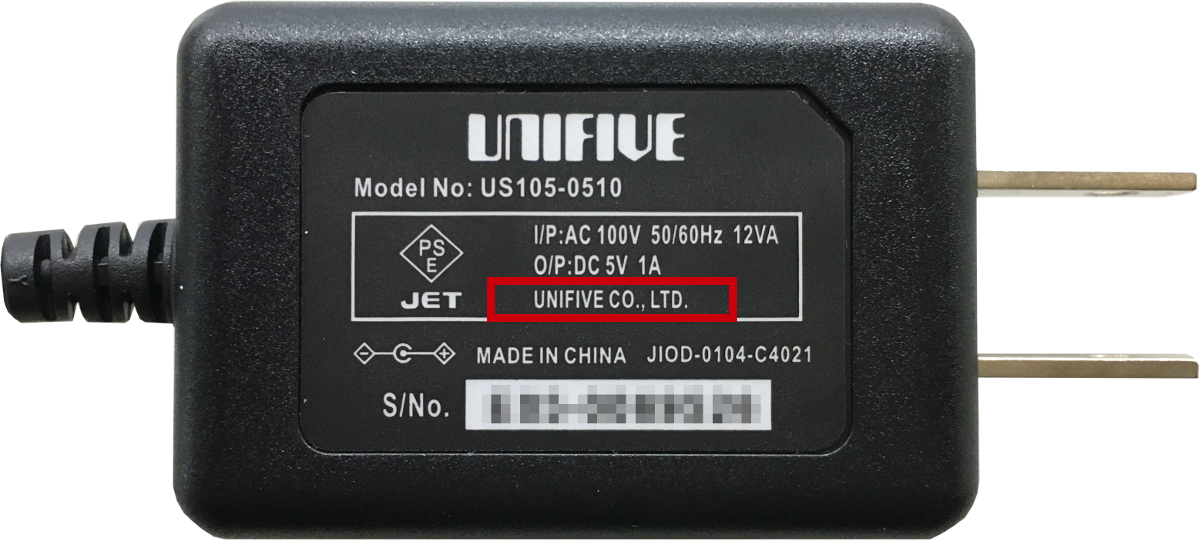 UNIFIVE
Model No: US105-0510
PS
E
JET
I/P:AC 100V 50/60Hz 12VA
O/P:DC 5V 1A
UNIFIVE CO., LTD.
MADE IN CHINA JIOD-0104-C4021
S/No.